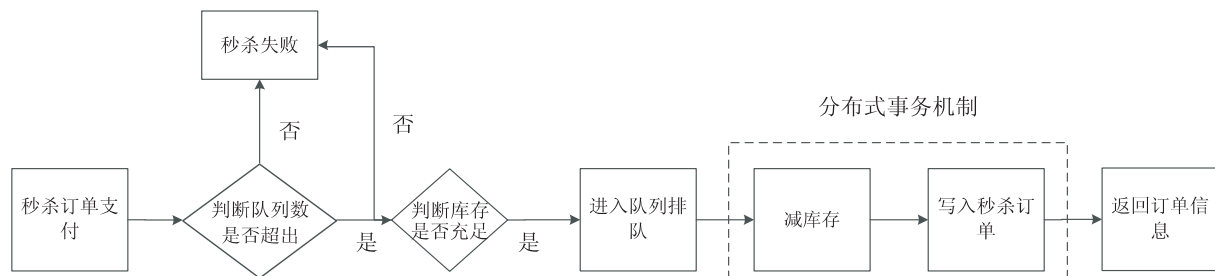 秒杀失败
分布式事务机制
否
否
秒杀订单支
付
判断队列数
是否超出
是
判断库存
是否充足
是
进入队列排
队
减库存
写入秒杀订
单
返回订单信
息